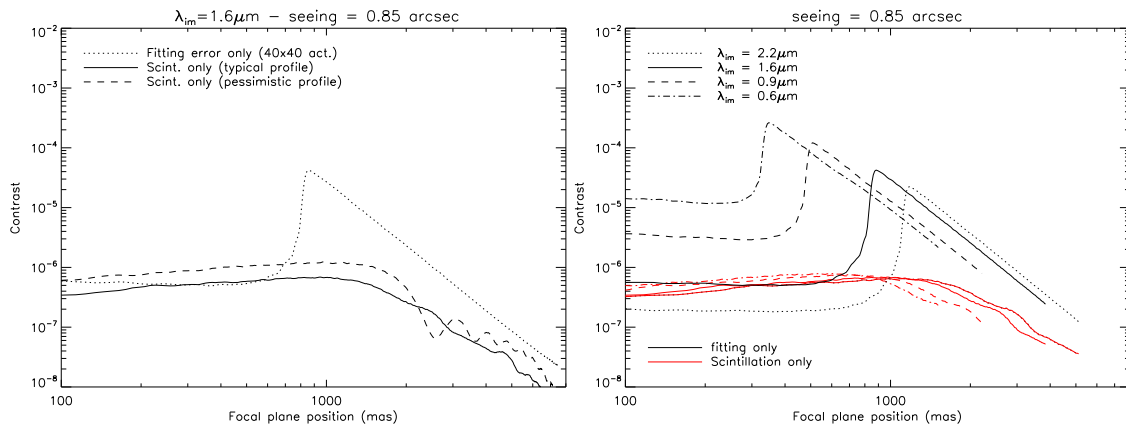 λim=1.6μm – seeing = 0.85 arcsec
10-2
10-3
10-4
10-5
10-6
10-7
10-8
Contrast
Fitting error only (40x40 act.)
Scint. only (typical profile)
Scint. only (pessimistic profile)
100
1000
Focal plane position (mas)
seeing = 0.85 arcsec
10-2
10-3
10-4
10-5
10-6
10-7
10-8
Contrast
λim = 2.2μm
λim = 1.6μm
λim = 0.9μm
λim = 0.6μm
fitting only
Scintillation only
100
1000
Focal plane position (mas)